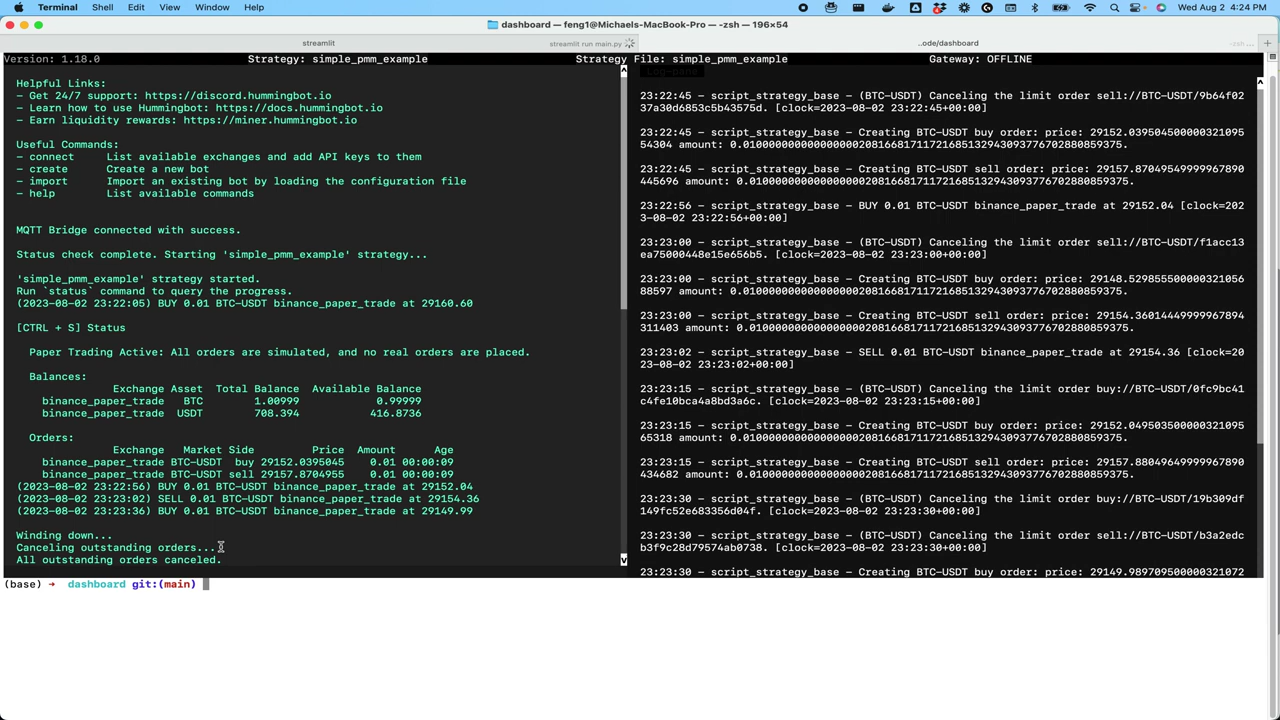 Terminal Shell Edit View Window Help
Wed Aug 2 4:24 PM
dashboard — feng1@Michaels-MacBook-Pro — -zsh — 196×54
streamlit
streamlit run main.py
..ode/dashboard
-zsh ...
Version: 1.18.0 Strategy: simple_pmm_example Strategy File: simple_pmm_example Gateway: OFFLINE
Helpful Links:
- Get 24/7 support: https://discord.hummingbot.io
- Learn how to use Hummingbot: https://docs.hummingbot.io
- Earn liquidity rewards: https://miner.hummingbot.io
Useful Commands:
- connect List available exchanges and add API keys to them
- create Create a new bot
- import Import an existing bot by loading the configuration file
- help List available commands
MQTT Bridge connected with success.
Status check complete. Starting 'simple_pmm_example' strategy...
'simple_pmm_example' strategy started.
Run `status` command to query the progress.
(2023-08-02 23:22:05) BUY 0.01 BTC-USDT binance_paper_trade at 29160.60
[CTRL + S] Status
Paper Trading Active: All orders are simulated, and no real orders are placed.
Balances:
Exchange Asset Total Balance Available Balance
binance_paper_trade BTC 1.00999 0.99999
binance_paper_trade USDT 708.394 416.8736
Orders:
Exchange Market Side Price Amount Age
binance_paper_trade BTC-USDT buy 29152.0395045 0.01 00:00:09
binance_paper_trade BTC-USDT sell 29157.8704955 0.01 00:00:09
(2023-08-02 23:22:56) BUY 0.01 BTC-USDT binance_paper_trade at 29152.04
(2023-08-02 23:23:02) SELL 0.01 BTC-USDT binance_paper_trade at 29154.36
(2023-08-02 23:23:36) BUY 0.01 BTC-USDT binance_paper_trade at 29149.99
Winding down...
Canceling outstanding orders...
All outstanding orders canceled.
log-pane
23:22:45 - script_strategy_base - (BTC-USDT) Canceling the limit order sell://BTC-USDT/9b64f02
37a30d6853c5b43575d. [clock=2023-08-02 23:22:45+00:00]
23:22:45 - script_strategy_base - Creating BTC-USDT buy order: price: 29152.039504500000321095
54304 amount: 0.01000000000000000208166817117216851329430937767028808​59375.
23:22:45 - script_strategy_base - Creating BTC-USDT sell order: price: 29157.87049549999967890
445696 amount: 0.01000000000000000208166817117216851329430937767028808​59375.
23:22:56 - script_strategy_base - BUY 0.01 BTC-USDT binance_paper_trade at 29152.04 [clock=202
3-08-02 23:22:56+00:00]
23:23:00 - script_strategy_base - (BTC-USDT) Canceling the limit order sell://BTC-USDT/f1acc13
ea75000448e15e656b5. [clock=2023-08-02 23:23:00+00:00]
23:23:00 - script_strategy_base - Creating BTC-USDT buy order: price: 29148.529855500000321056
88597 amount: 0.01000000000000000208166817117216851329430937767028808​59375.
23:23:00 - script_strategy_base - Creating BTC-USDT sell order: price: 29154.36014449999967894
311403 amount: 0.01000000000000000208166817117216851329430937767028808​59375.
23:23:02 - script_strategy_base - SELL 0.01 BTC-USDT binance_paper_trade at 29154.36 [clock=20
23-08-02 23:23:02+00:00]
23:23:15 - script_strategy_base - (BTC-USDT) Canceling the limit order buy://BTC-USDT/0fc9bc41
c4fe10bca4a8bd3a6c. [clock=2023-08-02 23:23:15+00:00]
23:23:15 - script_strategy_base - Creating BTC-USDT buy order: price: 29152.049503500000321095
65318 amount: 0.01000000000000000208166817117216851329430937767028808​59375.
23:23:15 - script_strategy_base - Creating BTC-USDT sell order: price: 29157.88049649999967890
434682 amount: 0.01000000000000000208166817117216851329430937767028808​59375.
23:23:30 - script_strategy_base - (BTC-USDT) Canceling the limit order buy://BTC-USDT/19b309df
149fc52e683356d04f. [clock=2023-08-02 23:23:30+00:00]
23:23:30 - script_strategy_base - (BTC-USDT) Canceling the limit order sell://BTC-USDT/b3a2edc
b3f9c28d79574ab0738. [clock=2023-08-02 23:23:30+00:00]
23:23:30 - script_strategy_base - Creating BTC-USDT buy order: price: 29149.989709500000321072
(base) → dashboard git:(main)